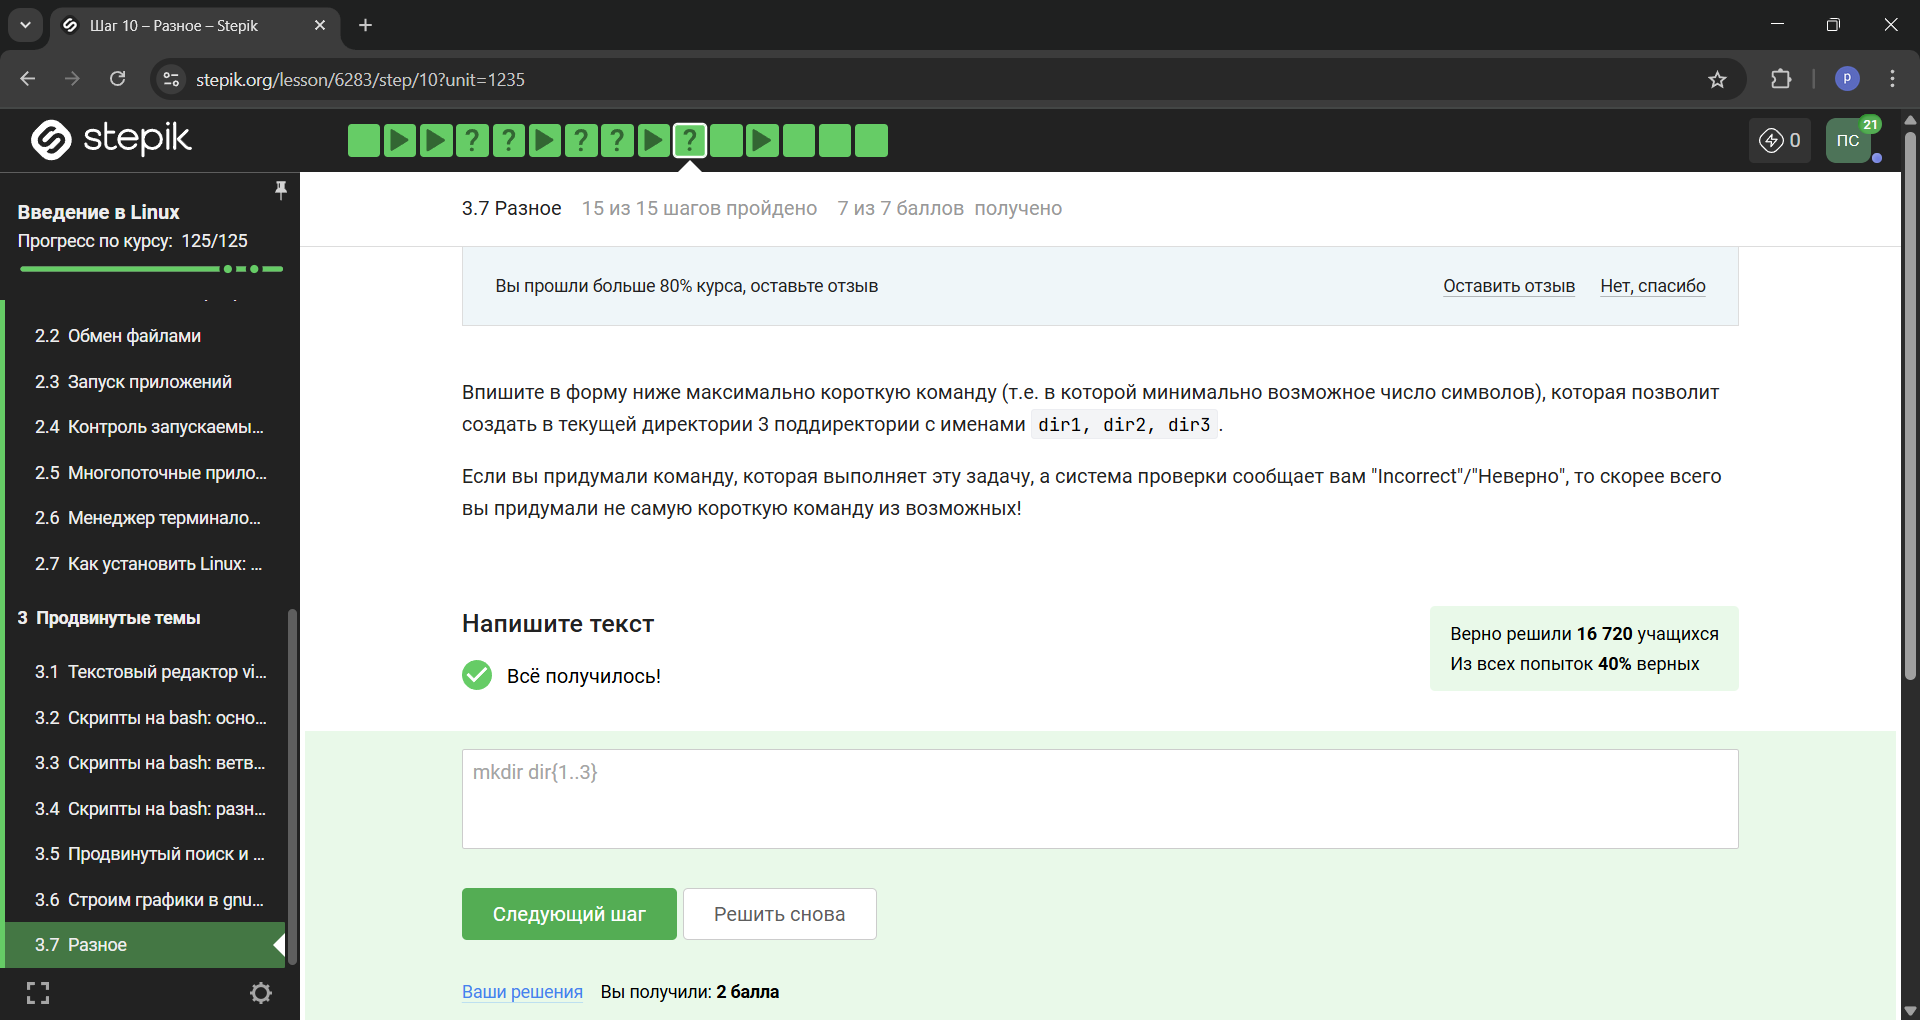 Шаг 10 – Разное – Stepik
stepik.org/lesson/6283/step/10?unit=1235
P
stepik
? ? ? ? ?
0
ПС
21
Введение в Linux
Прогресс по курсу: 125/125
2.2 Обмен файлами
2.3 Запуск приложений
2.4 Контроль запускаемы...
2.5 Многопоточные прило...
2.6 Менеджер терминало...
2.7 Как установить Linux: ...
3 Продвинутые темы
3.1 Текстовый редактор vi...
3.2 Скрипты на bash: осно...
3.3 Скрипты на bash: ветв...
3.4 Скрипты на bash: разн...
3.5 Продвинутый поиск и ...
3.6 Строим графики в gnu...
3.7 Разное
3.7 Разное 15 из 15 шагов пройдено 7 из 7 баллов получено
Вы прошли больше 80% курса, оставьте отзыв
Оставить отзыв Нет, спасибо
Впишите в форму ниже максимально короткую команду (т.е. в которой минимально возможное число символов), которая позволит
создать в текущей директории 3 поддиректории с именами dir1, dir2, dir3 .
Если вы придумали команду, которая выполняет эту задачу, а система проверки сообщает вам "Incorrect"/"Неверно", то скорее всего
вы придумали не самую короткую команду из возможных!
Напишите текст
Всё получилось!
Верно решили 16 720 учащихся
Из всех попыток 40% верных
mkdir dir{1..3}
Следующий шаг
Решить снова
Ваши решения Вы получили: 2 балла